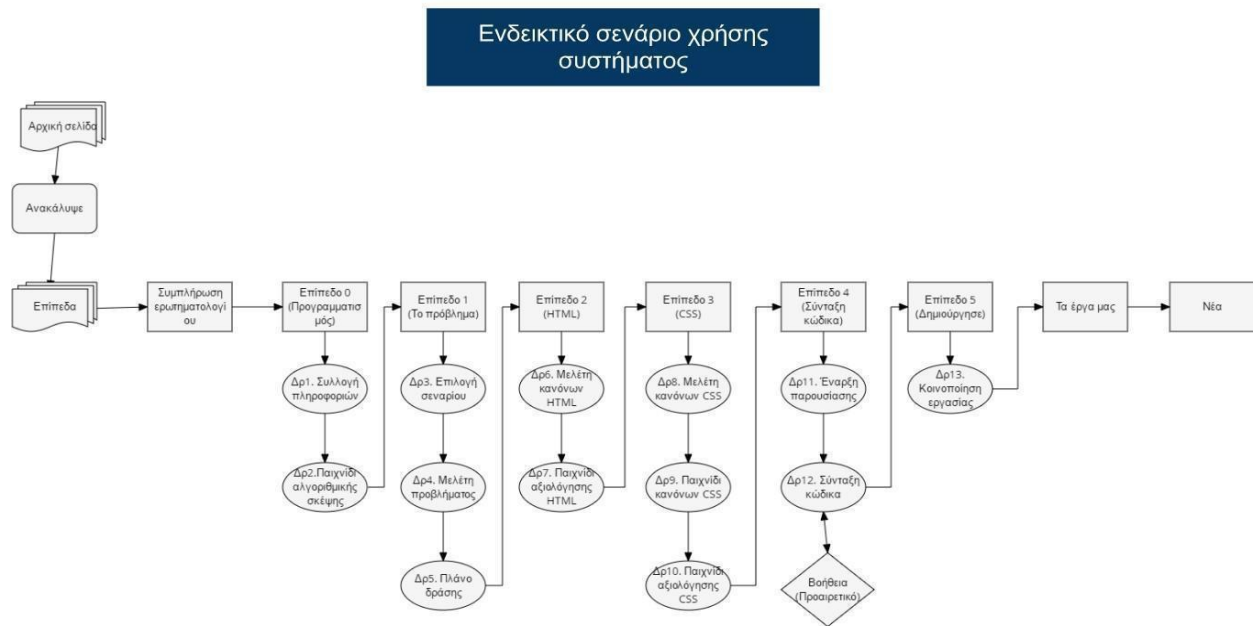 Ενδεικτικό σενάριο χρήσης
συστήματος
Αρχική σελίδα
Ανακάλυψε
Επίπεδα
Συμπλήρωση
ερωτηματολογί
ου
Επίπεδο 0
(Προγραμματισ
μός)
Επίπεδο 1
(Το πρόβλημα)
Επίπεδο 2
(HTML)
Επίπεδο 3
(CSS)
Επίπεδο 4
(Σύνταξη
κώδικα)
Επίπεδο 5
(Δημιούργησε)
Τα έργα μας
Νέα
Δρ1. Συλλογή
πληροφοριών
Δρ3. Επιλογή
σεναρίου
Δρ6. Μελέτη
κανόνων
HTML
Δρ8. Μελέτη
κανόνων CSS
Δρ11. Έναρξη
παρουσίασης
Δρ13.
Κοινοποίηση
εργασίας
Δρ2.Παιχνίδι
αλγοριθμικής
σκέψης
Δρ4. Μελέτη
προβλήματος
Δρ7. Παιχνίδι
αξιολόγησης
HTML
Δρ9. Παιχνίδι
κανόνων CSS
Δρ12. Σύνταξη
κώδικα
Δρ5. Πλάνο
δράσης
Δρ10. Παιχνίδι
αξιολόγησης
CSS
Βοήθεια
(Προαιρετικό)